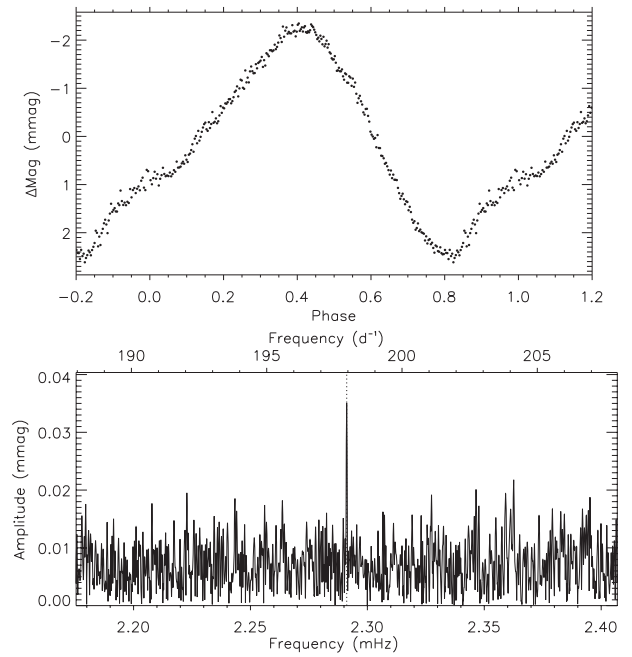 -2
-1
0
1
2
ΔMag (mmag)
-0.2 0.0 0.2 0.4 0.6 0.8 1.0 1.2
Phase
Frequency (d⁻¹)
190 195 200 205
0.04
0.03
0.02
0.01
0.00
Amplitude (mmag)
2.20 2.25 2.30 2.35 2.40
Frequency (mHz)